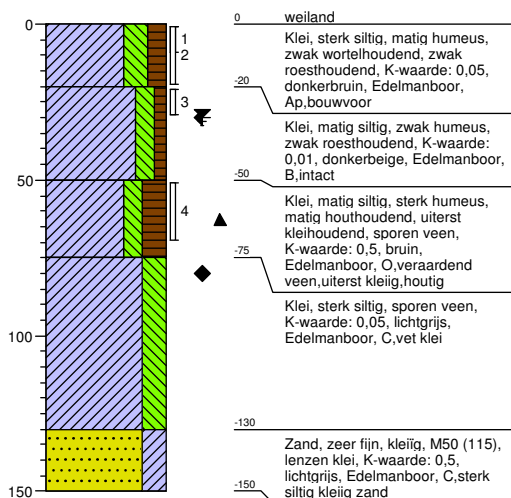 0
50
100
150
1
2
3
4
0
weiland
Klei, sterk siltig, matig humeus,
zwak wortelhoudend, zwak
roesthoudend, K-waarde: 0,05,
donkerbruin, Edelmanboor,
Ap,bouwvoor
-20
Klei, matig siltig, zwak humeus,
zwak roesthoudend, K-waarde:
0,01, donkerbeige, Edelmanboor,
B,intact
-50
Klei, matig siltig, sterk humeus,
matig houthoudend, uiterst
kleihoudend, sporen veen,
K-waarde: 0,5, bruin,
Edelmanboor, O,veraardend
veen,uiterst kleiig,houtig
-75
Klei, sterk siltig, sporen veen,
K-waarde: 0,05, lichtgrijs,
Edelmanboor, C,vet klei
-130
Zand, zeer fijn, kleiïg, M50 (115),
lenzen klei, K-waarde: 0,5,
lichtgrijs, Edelmanboor, C,sterk
siltig kleiig zand
-150